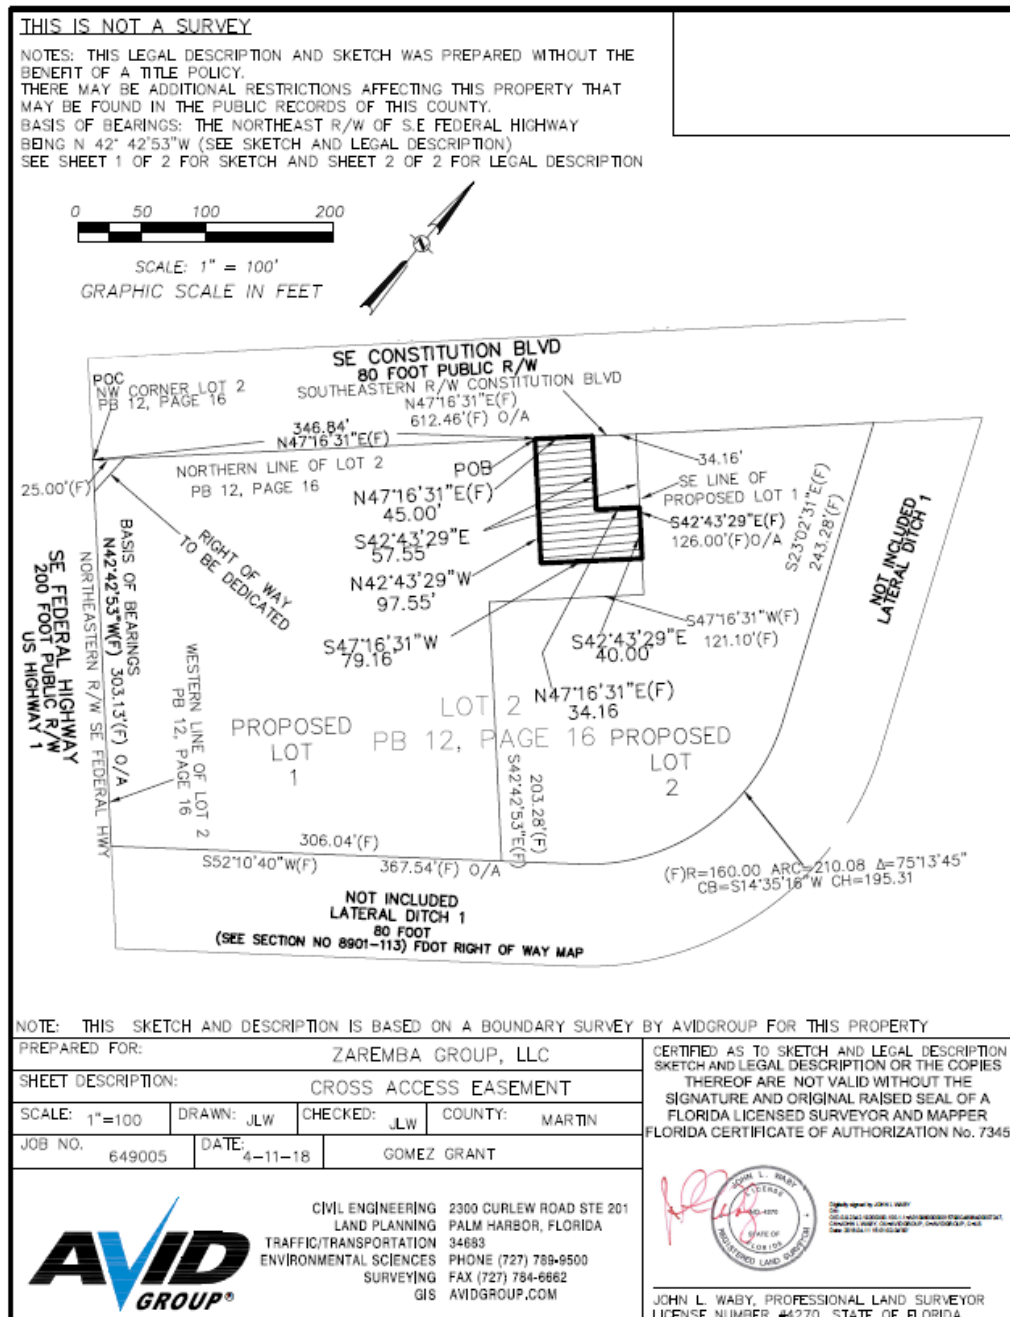 THIS IS NOT A SURVEY
NOTES: THIS LEGAL DESCRIPTION AND SKETCH WAS PREPARED WITHOUT THE
BENEFIT OF A TITLE POLICY.
THERE MAY BE ADDITIONAL RESTRICTIONS AFFECTING THIS PROPERTY THAT
MAY BE FOUND IN THE PUBLIC RECORDS OF THIS COUNTY.
BASIS OF BEARINGS: THE NORTHEAST R/W OF S.E FEDERAL HIGHWAY
BEING N 42° 42'53"W (SEE SKETCH AND LEGAL DESCRIPTION)
SEE SHEET 1 OF 2 FOR SKETCH AND SHEET 2 OF 2 FOR LEGAL DESCRIPTION
0 50 100 200
SCALE: 1" = 100'
GRAPHIC SCALE IN FEET
SE CONSTITUTION BLVD
80 FOOT PUBLIC R/W
SOUTHEASTERN R/W CONSTITUTION BLVD
N47°16'31"E(F)
612.46'(F) O/A
POC
NW CORNER LOT 2
PB 12, PAGE 16
346.84'
N47°16'31"E(F)
NORTHERN LINE OF LOT 2
PB 12, PAGE 16
25.00'(F)
RIGHT OF WAY
TO BE DEDICATED
POB
N47°16'31"E(F)
45.00'
S42°43'29"E
57.55'
N42°43'29"W
97.55'
S47°16'31"W
79.16'
34.16'
SE LINE OF
PROPOSED LOT 1
S42°43'29"E(F)
126.00'(F)O/A
S23°02'31"E(F)
243.28'(F)
NOT INCLUDED
LATERAL DITCH 1
S47°16'31"W(F)
121.10'(F)
S42°43'29"E
40.00'
N47°16'31"E(F)
34.16
BASIS OF BEARINGS
N42°42'53"W(F) 303.13'(F) O/A
NORTHEASTERN R/W SE FEDERAL HWY
SE FEDERAL HIGHWAY
200 FOOT PUBLIC R/W
US HIGHWAY 1
WESTERN LINE OF LOT 2
PB 12, PAGE 16
PROPOSED
LOT
1
LOT 2
PB 12, PAGE 16
PROPOSED
LOT
2
203.28'(F)
S42°42'53"E(F)
306.04'(F)
S52°10'40"W(F)
367.54'(F) O/A
(F)R=160.00 ARC=210.08 Δ=75°13'45"
CB=S14°35'16"W CH=195.31
NOT INCLUDED
LATERAL DITCH 1
80 FOOT
(SEE SECTION NO 8901-113) FDOT RIGHT OF WAY MAP
NOTE: THIS SKETCH AND DESCRIPTION IS BASED ON A BOUNDARY SURVEY BY AVIDGROUP FOR THIS PROPERTY
PREPARED FOR: ZAREMBA GROUP, LLC
SHEET DESCRIPTION: CROSS ACCESS EASEMENT
SCALE: 1"=100 DRAWN: JLW CHECKED: JLW COUNTY: MARTIN
JOB NO. 649005 DATE: 4-11-18 GOMEZ GRANT
CERTIFIED AS TO SKETCH AND LEGAL DESCRIPTION
SKETCH AND LEGAL DESCRIPTION OR THE COPIES
THEREOF ARE NOT VALID WITHOUT THE
SIGNATURE AND ORIGINAL RAISED SEAL OF A
FLORIDA LICENSED SURVEYOR AND MAPPER
FLORIDA CERTIFICATE OF AUTHORIZATION No. 7345
AVID
GROUP®
CIVIL ENGINEERING
LAND PLANNING
TRAFFIC/TRANSPORTATION
ENVIRONMENTAL SCIENCES
SURVEYING
GIS
2300 CURLEW ROAD STE 201
PALM HARBOR, FLORIDA
34683
PHONE (727) 789-9500
FAX (727) 784-6662
AVIDGROUP.COM
JOHN L. WABY
LICENSE
STATE OF
FLORIDA
REGISTERED LAND SURVEYOR
Digitally signed by JOHN L WABY
JOHN L. WABY, PROFESSIONAL LAND SURVEYOR
LICENSE NUMBER #4270, STATE OF FLORIDA